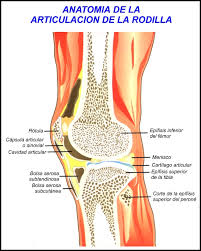 ANATOMIA DE LA
ARTICULACION DE LA RODILLA
Rótula
Cápsula articular
o sinovial
Cavidad articular
Bolsa serosa
subtendinosa
Bolsa serosa
subcutánea
Epífisis inferior
del fémur
Menisco
Cartílago articular
Epífisis superior
de la tibia
Corte de la epífisis
superior del peroné